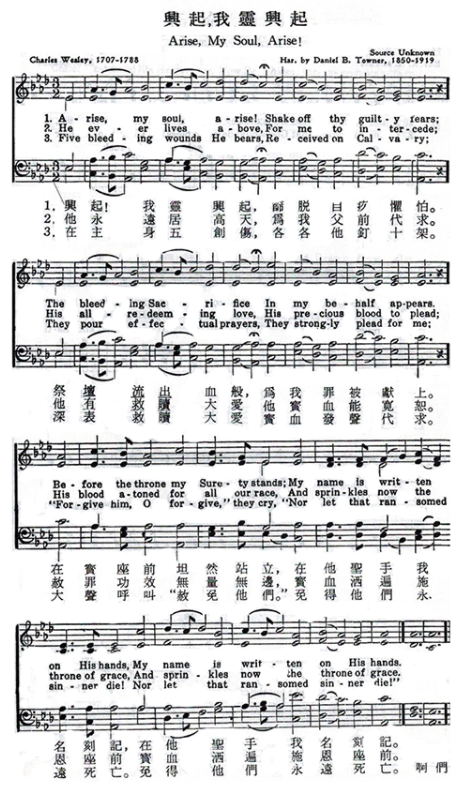 興起,我靈興起
Arise, My Soul, Arise!
Source Unknown
Charles Wesley, 1707-1788 Har. by Daniel B. Towner, 1850-1919
1. A - rise, my soul, a - rise! Shake off thy guilt - y fears;
2. He ev - er lives a - bove, For me to in - ter - cede;
3. Five bleed - ing wounds He bears, Re - ceived on Cal - va - ry;
1. 興 起! 我 靈 興 起, 脫 自 疚 懼 怕。
2. 他 永 遠 居 高 天, 爲 我 父 前 代 求。
3. 在 主 身 五 創 傷, 各 各 他 釘 十 架。
The bleed - ing Sac - ri - fice In my be - half ap - pears.
His all - re - deem - ing love, His pre - cious blood to plead;
They pour ef - fec - tual prayers, They strong - ly plead for me;
祭 壇 流 出 血 般, 爲 我 罪 被 獻 上。
他 有 救 贖 大 愛 他 寶 血 能 寬 恕。
深 表 救 贖 大 愛 寶 血 發 聲 代 求。
Be - fore the throne my Sure - ty stands; My name is writ - ten
His blood a - toned for all our race, And sprin - kles now the
"For - give him, O for - give," they cry, "Nor let that ran - somed
在 寶 座 前 坦 然 站 立, 在 他 聖 手 我
赦 罪 功 效 無 量 無 邊, 寶 血 洒 遍 施
大 聲 呼 叫 "赦 免 他 們。" 免 得 他 們 永
on His hands, My name is writ - ten on His hands.
throne of grace, And sprin - kles now the throne of grace.
sin - ner die! Nor let that ran - somed sin - ner die!"
名 刻 記, 在 他 聖 手 我 名 刻 記。
恩 座 前。 寶 血 洒 遍 施 恩 座 前。
遠 死 亡。 免 得 他 們 永 遠 死 亡。 啊們